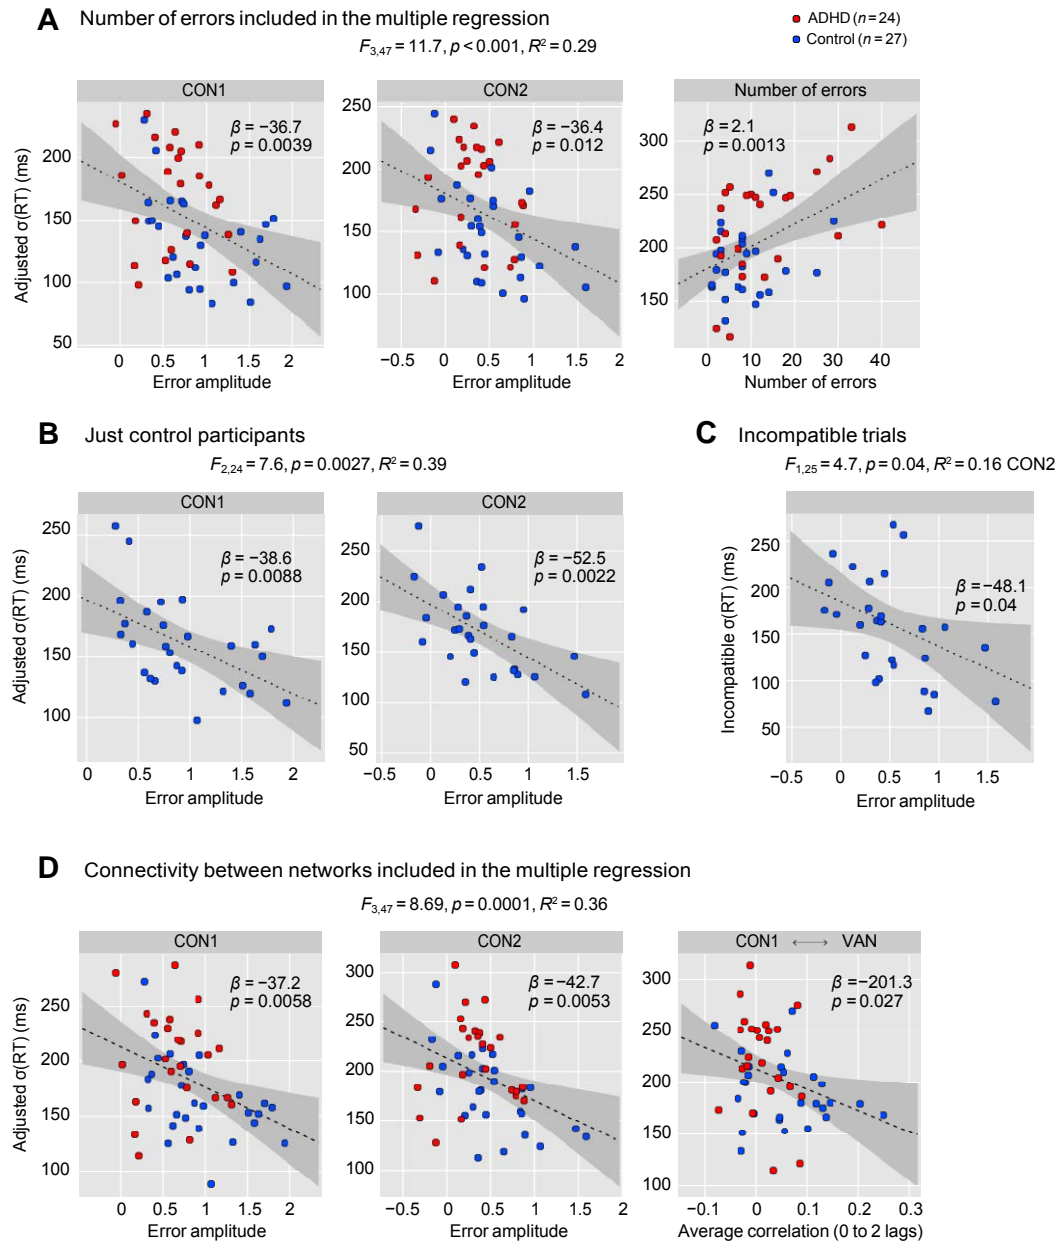 A Number of errors included in the multiple regression
ADHD (n=24)
Control (n=27)
F3,47 = 11.7, p < 0.001, R2 = 0.29
CON1
CON2
Number of errors
β = −36.7
p = 0.0039
β = −36.4
p = 0.012
β = 2.1
p = 0.0013
Adjusted σ(RT) (ms)
200
150
100
50
250
200
150
100
300
250
200
150
0 0.5 1 1.5 2
−0.5 0 0.5 1 1.5 2
0 10 20 30 40
Error amplitude
Error amplitude
Number of errors
B Just control participants
F2,24 = 7.6, p = 0.0027, R2 = 0.39
CON1
CON2
β = −38.6
p = 0.0088
β = −52.5
p = 0.0022
Adjusted σ(RT) (ms)
250
200
150
100
250
200
150
100
50
0 0.5 1 1.5 2
−0.5 0 0.5 1 1.5
Error amplitude
Error amplitude
C Incompatible trials
F1,25 = 4.7, p = 0.04, R2 = 0.16 CON2
β = −48.1
p = 0.04
Incompatible σ(RT) (ms)
250
200
150
100
50
−0.5 0 0.5 1 1.5
Error amplitude
D Connectivity between networks included in the multiple regression
F3,47 = 8.69, p = 0.0001, R2 = 0.36
CON1
CON2
CON1 ↔ VAN
β = −37.2
p = 0.0058
β = −42.7
p = 0.0053
β = −201.3
p = 0.027
Adjusted σ(RT) (ms)
250
200
150
100
300
250
200
150
100
300
250
200
150
100
0 0.5 1 1.5 2
−0.5 0 0.5 1 1.5 2
−0.1 0 0.1 0.2 0.3
Error amplitude
Error amplitude
Average correlation (0 to 2 lags)